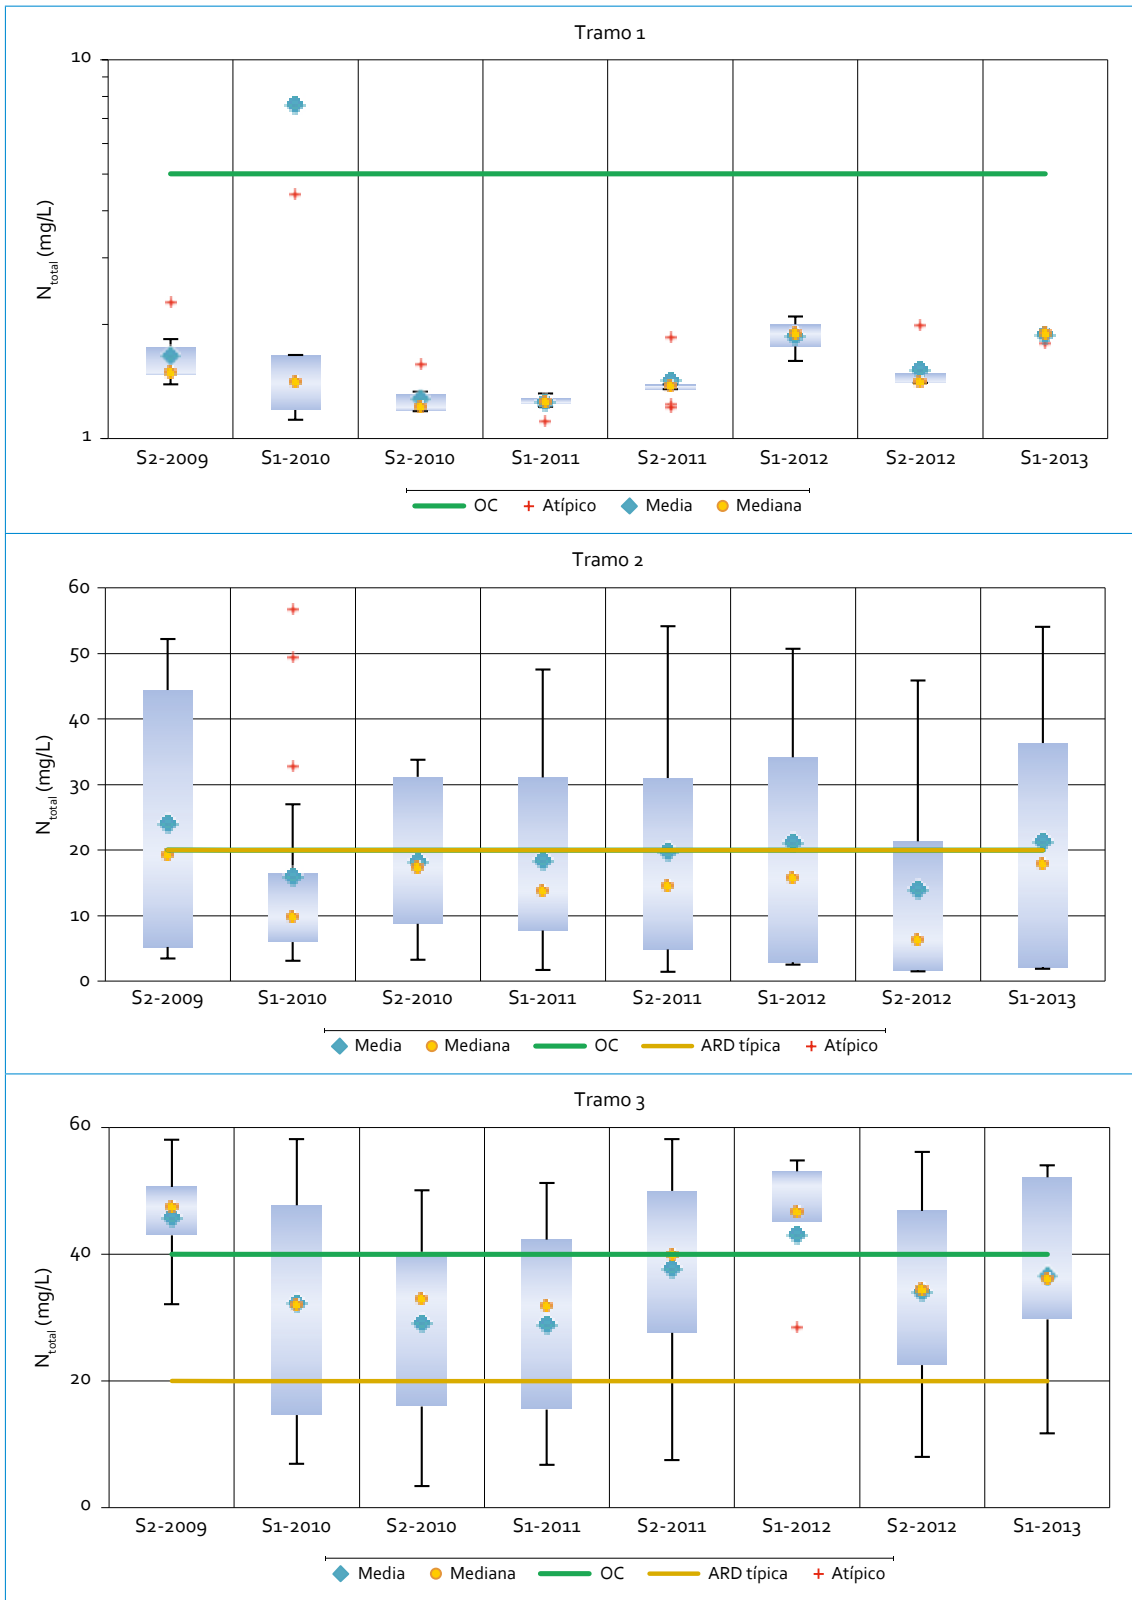 Tramo 1
N total (mg/L)
10
1
S2-2009 S1-2010 S2-2010 S1-2011 S2-2011 S1-2012 S2-2012 S1-2013
OC Atípico Media Mediana
Tramo 2
N total (mg/L)
60
50
40
30
20
10
0
S2-2009 S1-2010 S2-2010 S1-2011 S2-2011 S1-2012 S2-2012 S1-2013
Media Mediana OC ARD típica Atípico
Tramo 3
N total (mg/L)
60
40
20
0
S2-2009 S1-2010 S2-2010 S1-2011 S2-2011 S1-2012 S2-2012 S1-2013
Media Mediana OC ARD típica Atípico